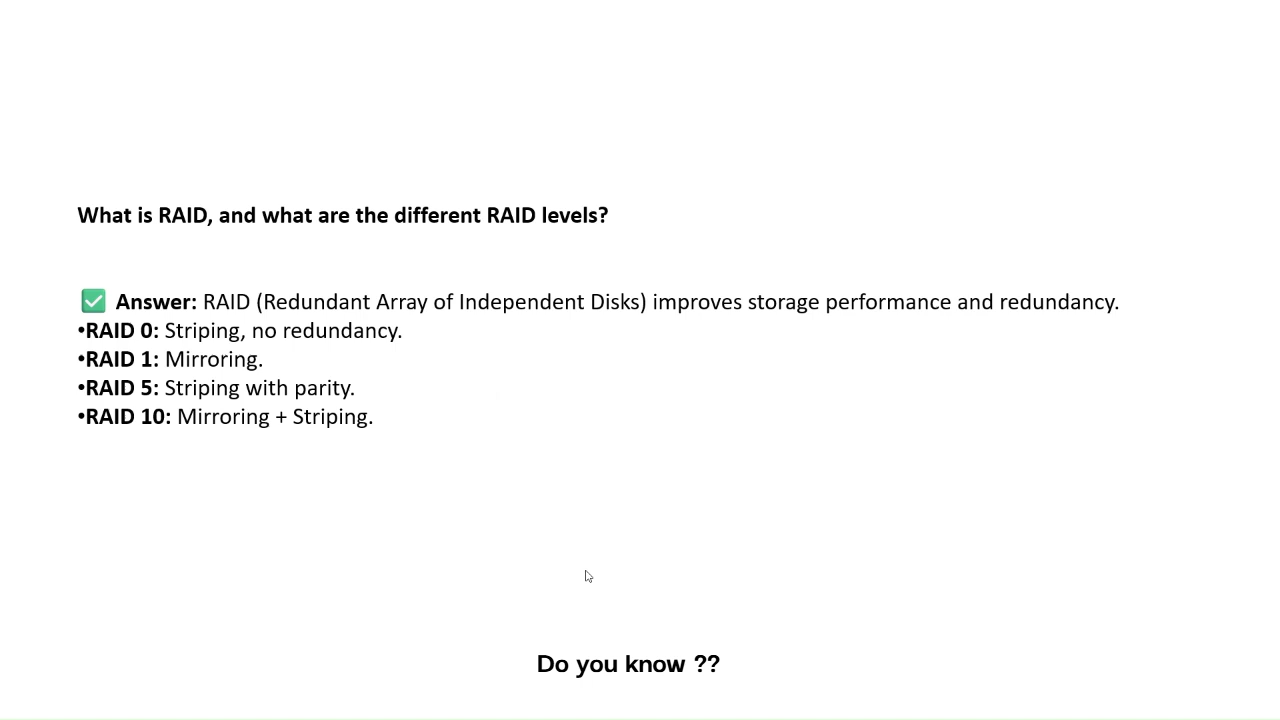 What is RAID, and what are the different RAID levels?
✅ Answer: RAID (Redundant Array of Independent Disks) improves storage performance and redundancy.
•RAID 0: Striping, no redundancy.
•RAID 1: Mirroring.
•RAID 5: Striping with parity.
•RAID 10: Mirroring + Striping.
Do you know ??